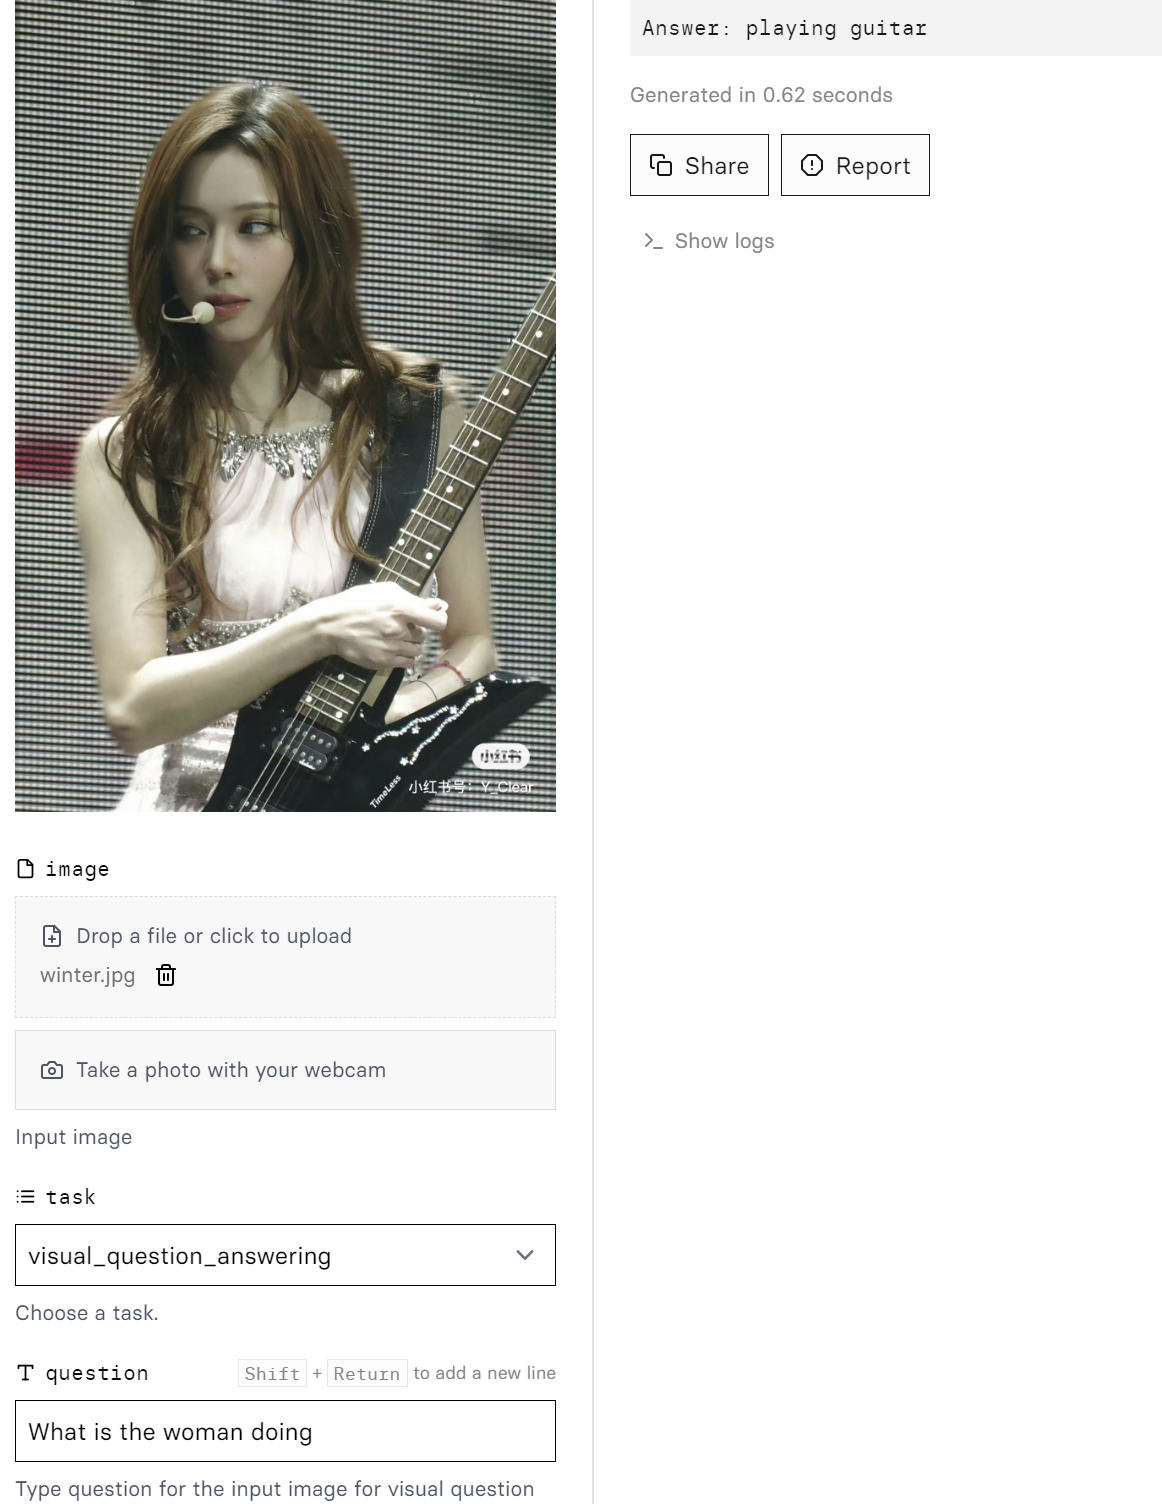 小红书
小红书号：Y_Clear
TimeLess
image
Drop a file or click to upload
winter.jpg
Take a photo with your webcam
Input image
task
visual_question_answering
Choose a task.
question
Shift + Return to add a new line
What is the woman doing
Type question for the input image for visual question
Answer: playing guitar
Generated in 0.62 seconds
Share
Report
Show logs